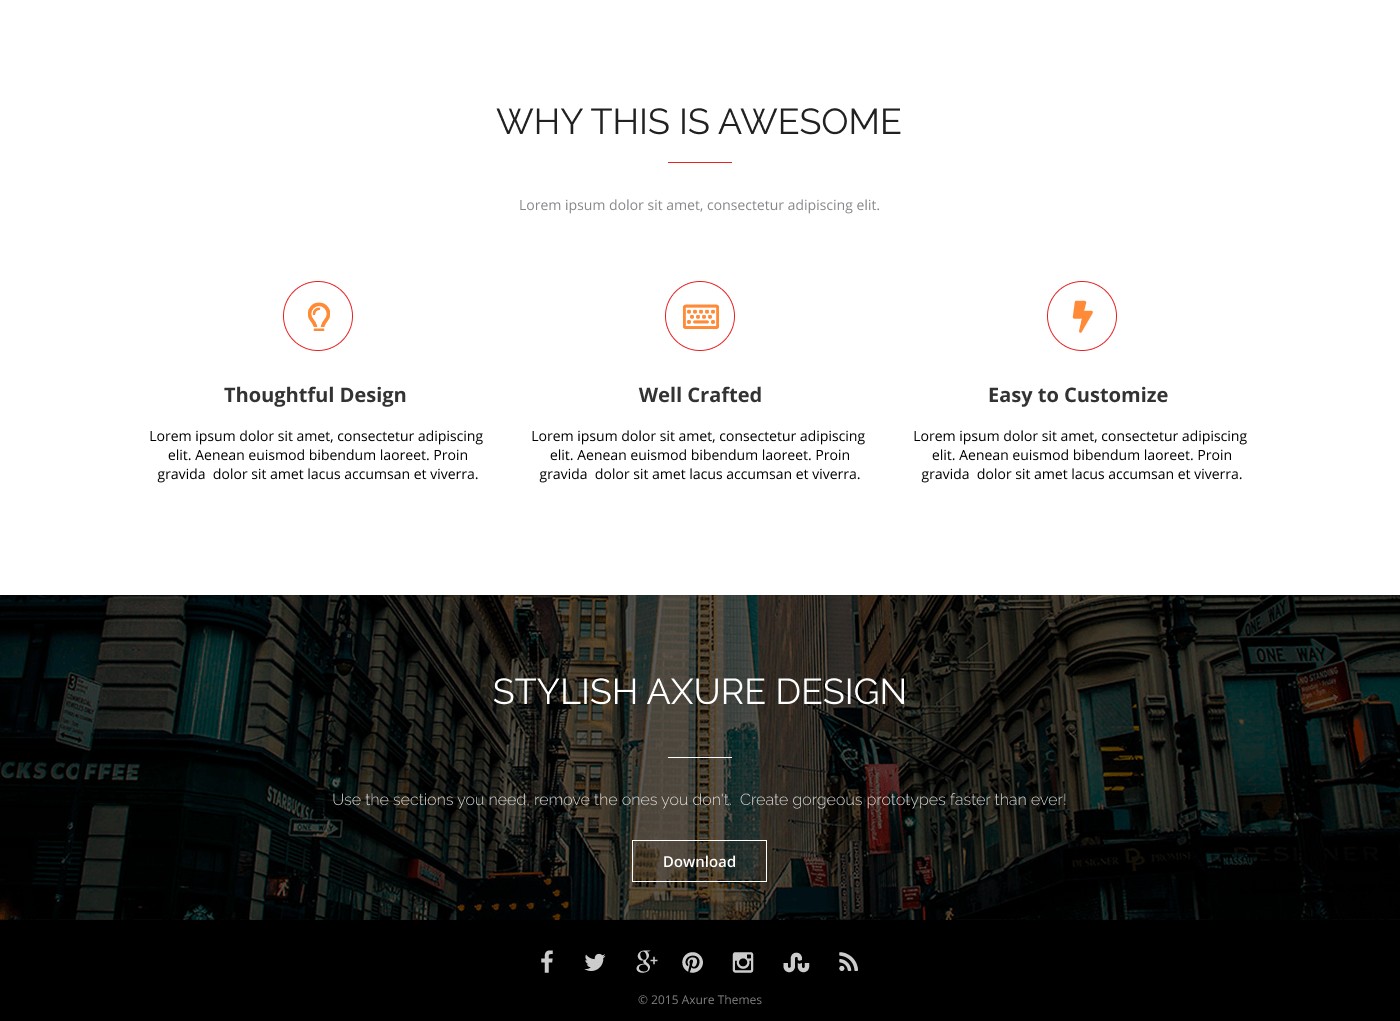 WHY THIS IS AWESOME
Lorem ipsum dolor sit amet, consectetur adipiscing elit.
Thoughtful Design
Lorem ipsum dolor sit amet, consectetur adipiscing
elit. Aenean euismod bibendum laoreet. Proin
gravida  dolor sit amet lacus accumsan et viverra.
Well Crafted
Lorem ipsum dolor sit amet, consectetur adipiscing
elit. Aenean euismod bibendum laoreet. Proin
gravida  dolor sit amet lacus accumsan et viverra.
Easy to Customize
Lorem ipsum dolor sit amet, consectetur adipiscing
elit. Aenean euismod bibendum laoreet. Proin
gravida  dolor sit amet lacus accumsan et viverra.
ONE WAY
ONE WAY
STYLISH AXURE DESIGN
CKS COFFEE
STARBUCKS
ONE WAY
Use the sections you need, remove the ones you don't.  Create gorgeous prototypes faster than ever!
Download
DESIGNER
NASSAU
© 2015 Axure Themes